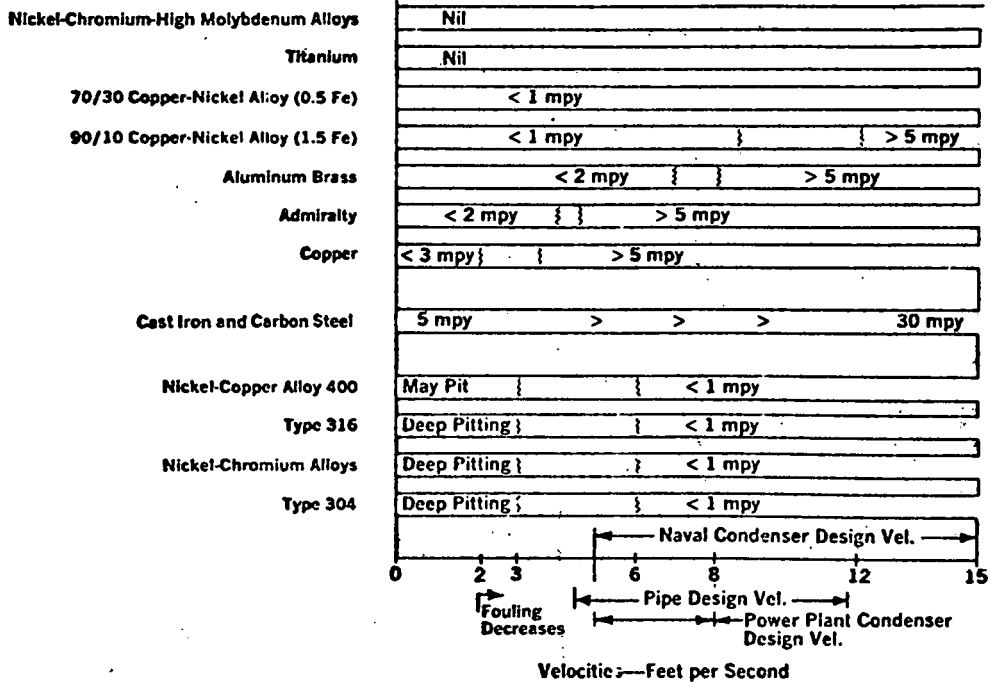 Nickel-Chromium-High Molybdenum Alloys Nil
Titanium Nil
70/30 Copper-Nickel Alloy (0.5 Fe) < 1 mpy
90/10 Copper-Nickel Alloy (1.5 Fe) < 1 mpy > 5 mpy
Aluminum Brass < 2 mpy > 5 mpy
Admiralty < 2 mpy > 5 mpy
Copper < 3 mpy > 5 mpy
Cast Iron and Carbon Steel 5 mpy > > > 30 mpy
Nickel-Copper Alloy 400 May Pit < 1 mpy
Type 316 Deep Pitting < 1 mpy
Nickel-Chromium Alloys Deep Pitting < 1 mpy
Type 304 Deep Pitting < 1 mpy
Naval Condenser Design Vel.
0 2 3 6 8 12 15
Pipe Design Vel.
Fouling
Decreases
Power Plant Condenser
Design Vel.
Velocities—Feet per Second